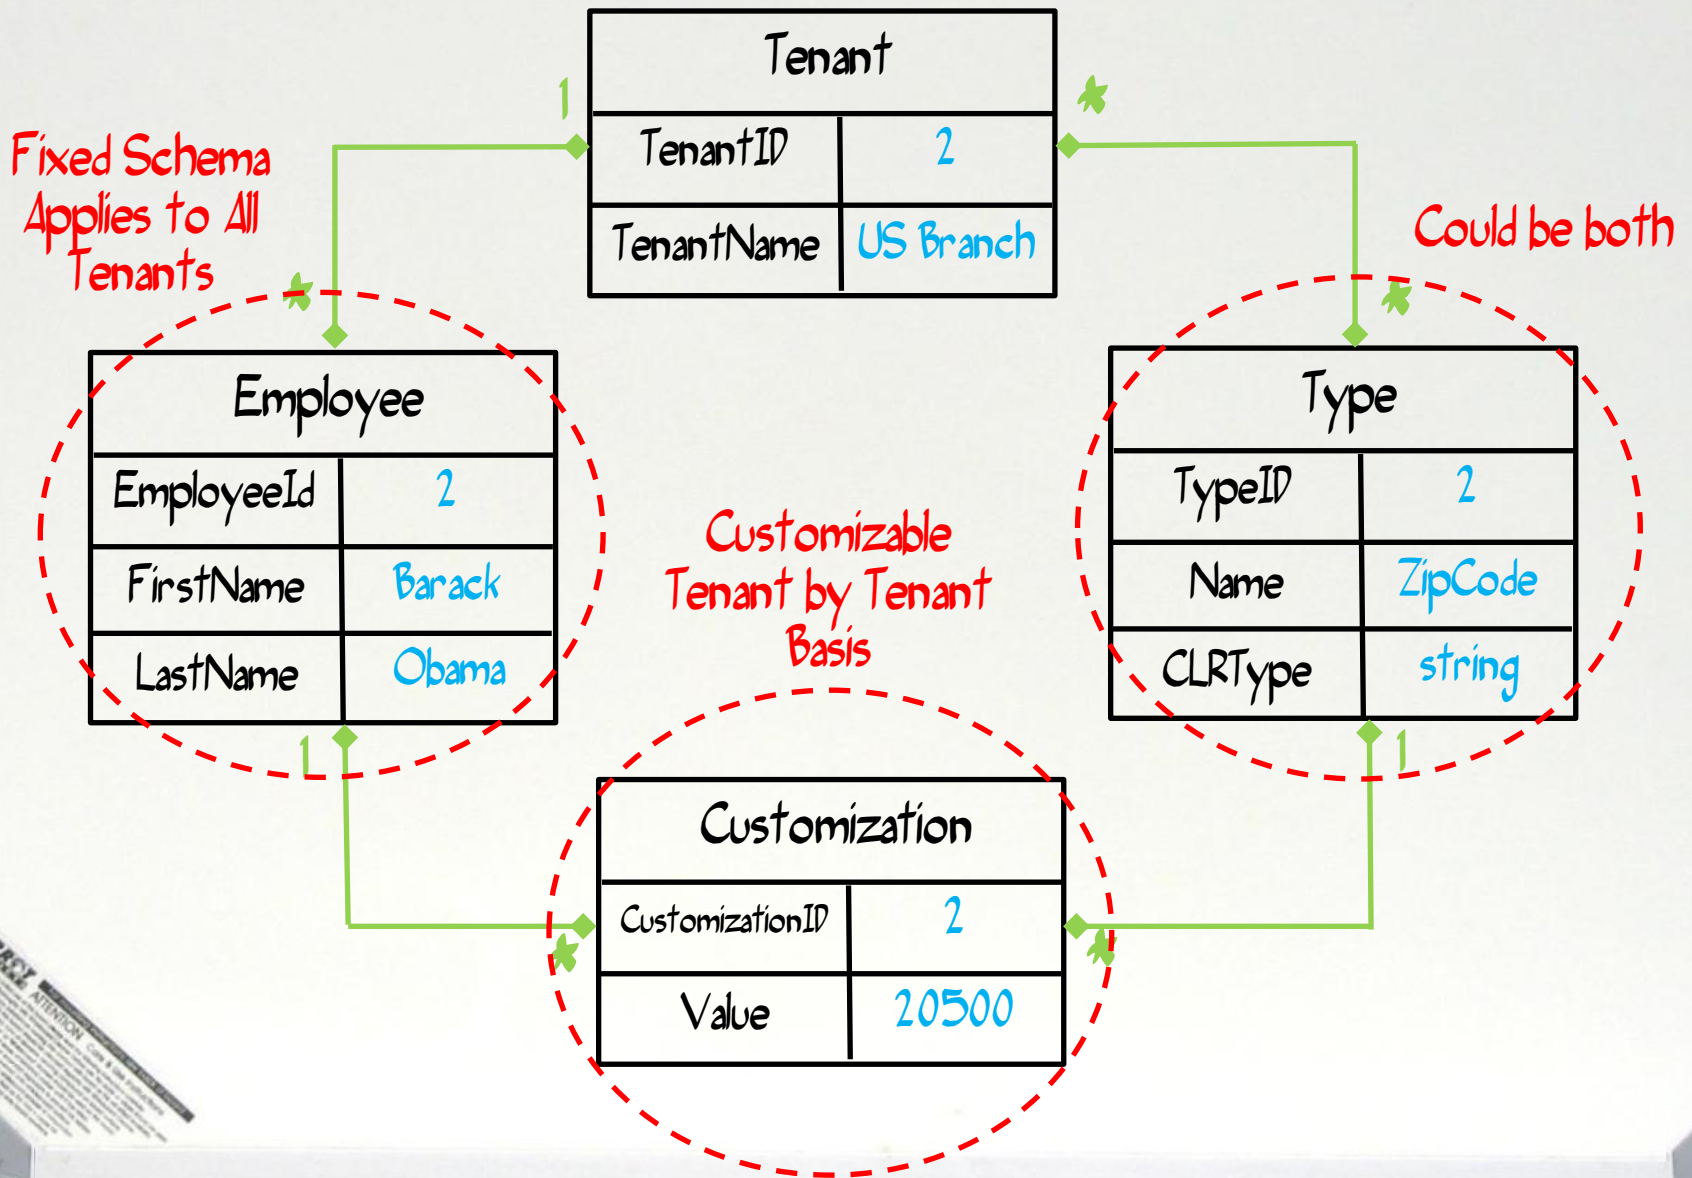 Tenant
1
*
TenantID 2
TenantName US Branch
Fixed Schema
Applies to All
Tenants
Could be both
*
*
Employee
EmployeeId 2
FirstName Barack
LastName Obama
1
Type
TypeID 2
Name ZipCode
CLRType string
1
Customizable
Tenant by Tenant
Basis
Customization
CustomizationID 2
Value 20500
*
*
ATTENTION